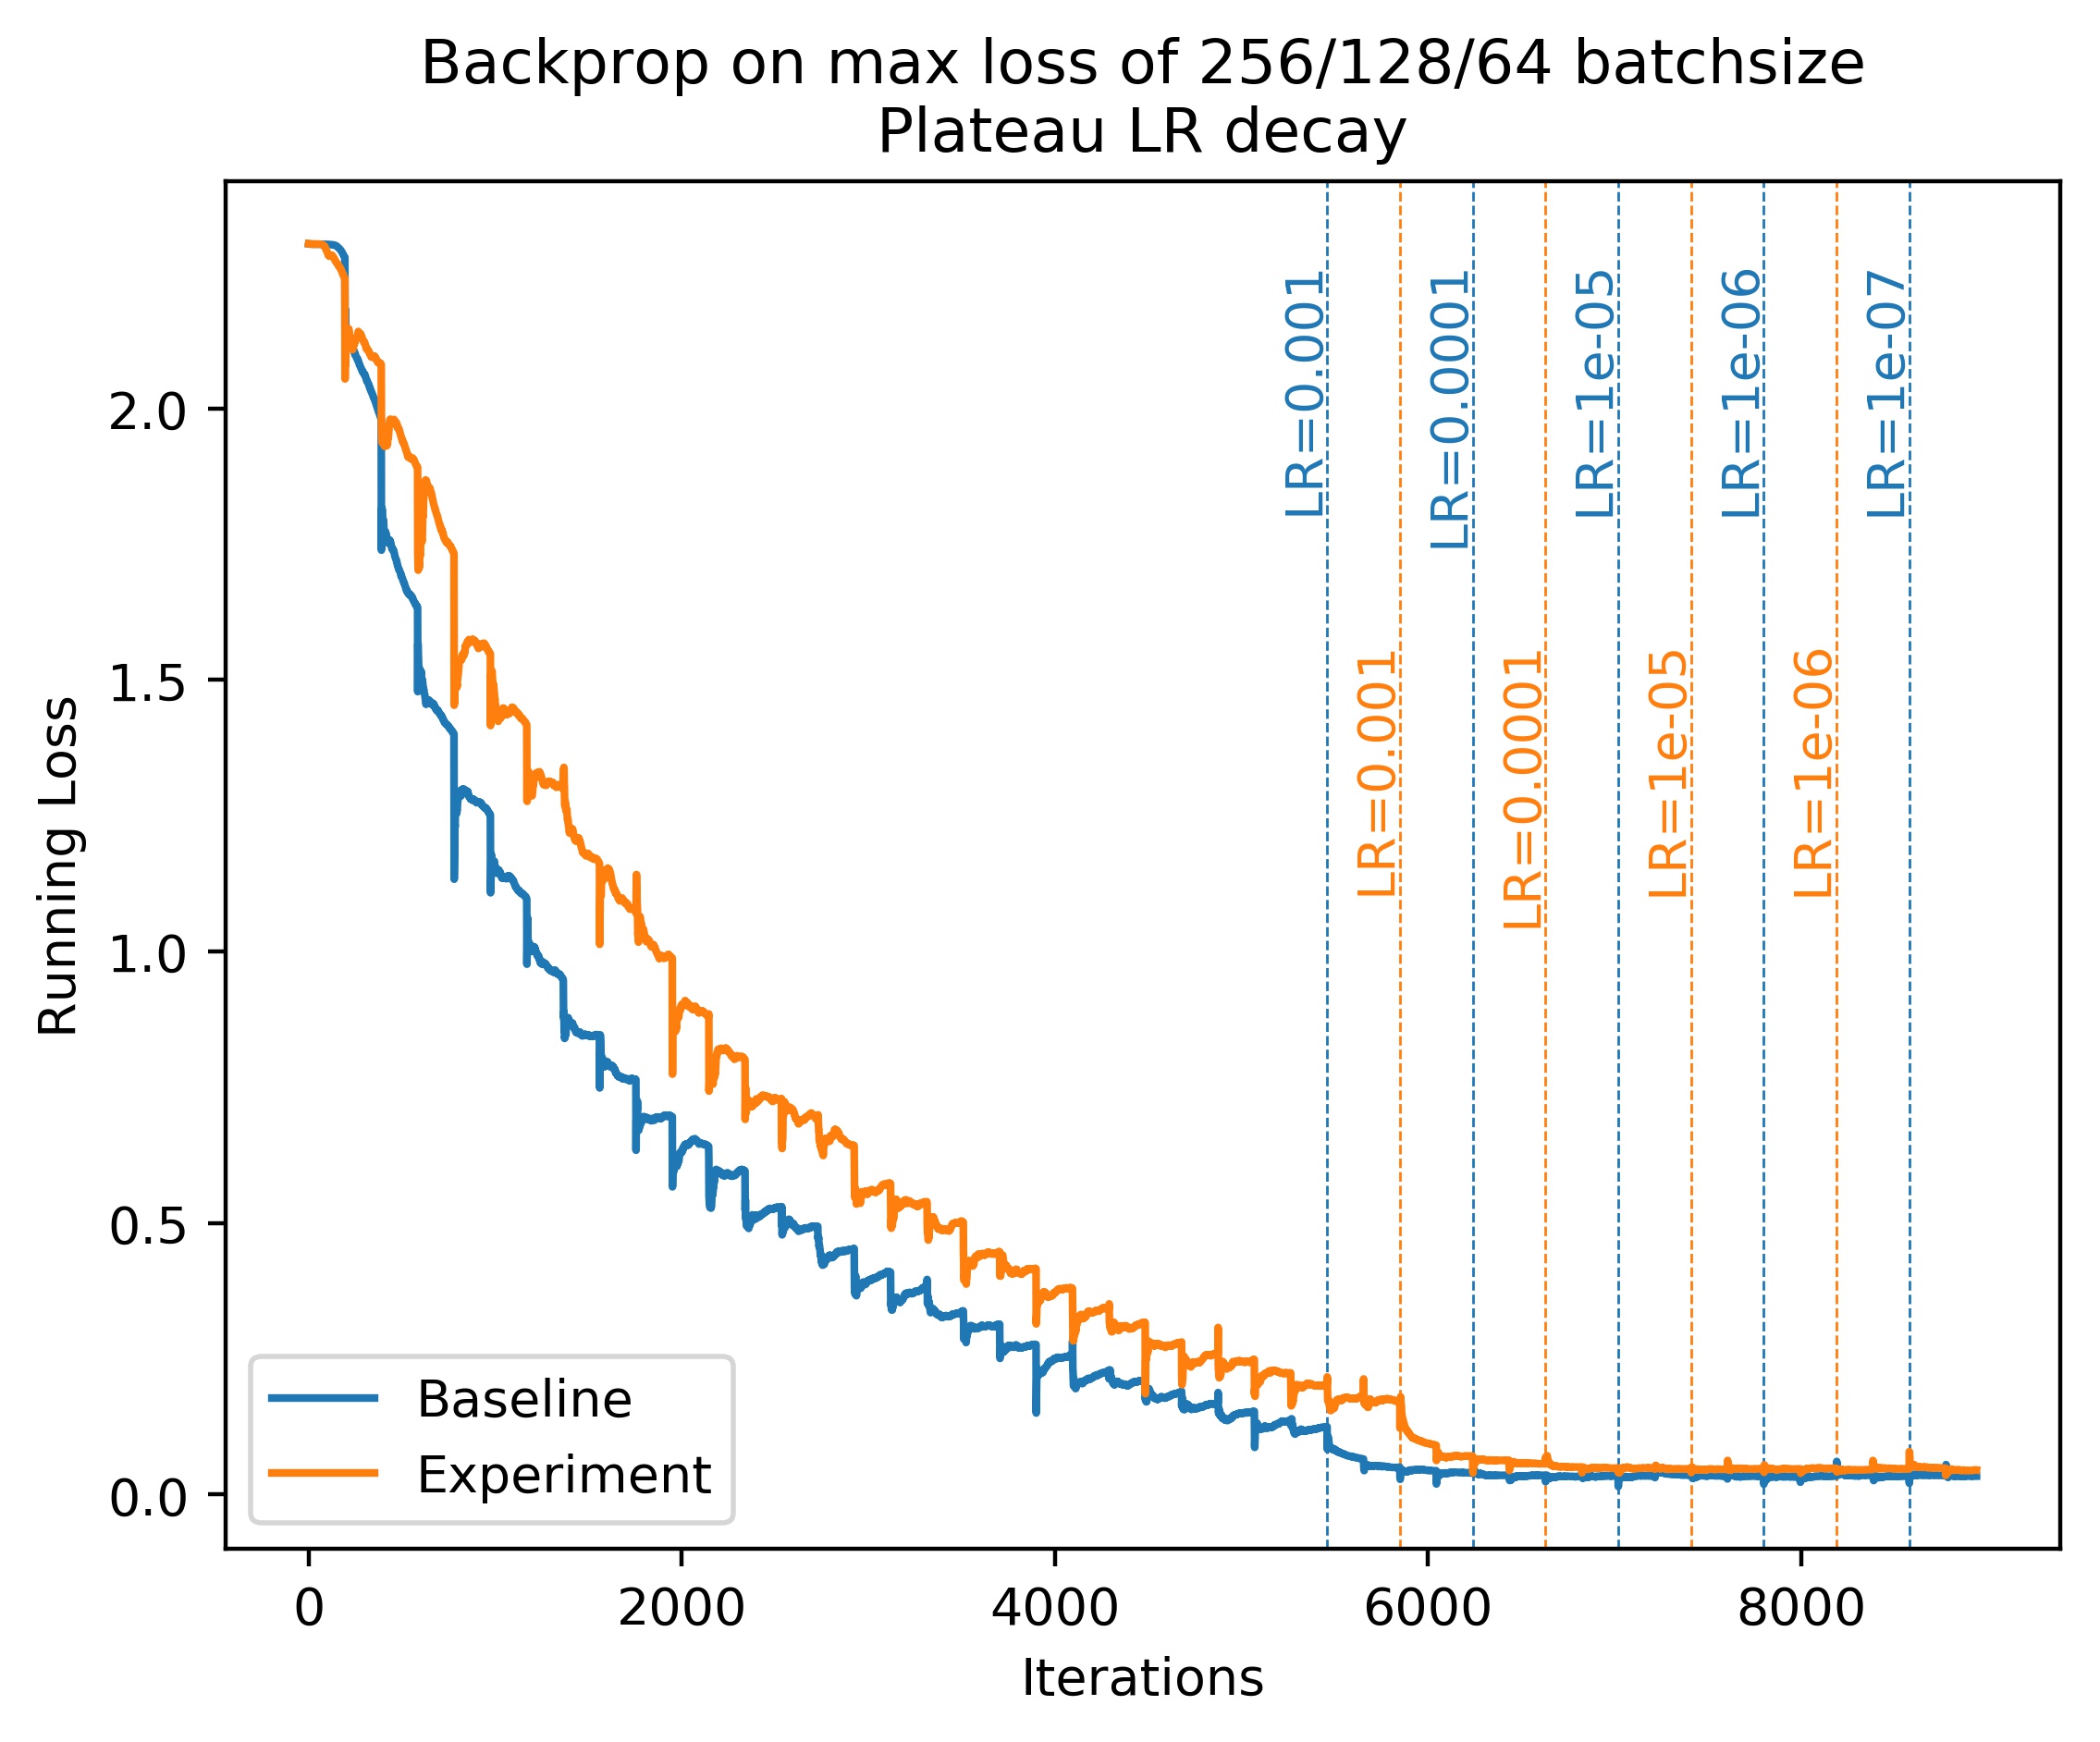 Backprop on max loss of 256/128/64 batchsize
Plateau LR decay
Running Loss
2.0
1.5
1.0
0.5
0.0
LR=0.001
LR=0.0001
LR=1e-05
LR=1e-06
LR=1e-07
LR=0.001
LR=0.0001
LR=1e-05
LR=1e-06
Baseline
Experiment
0
2000
4000
6000
8000
Iterations